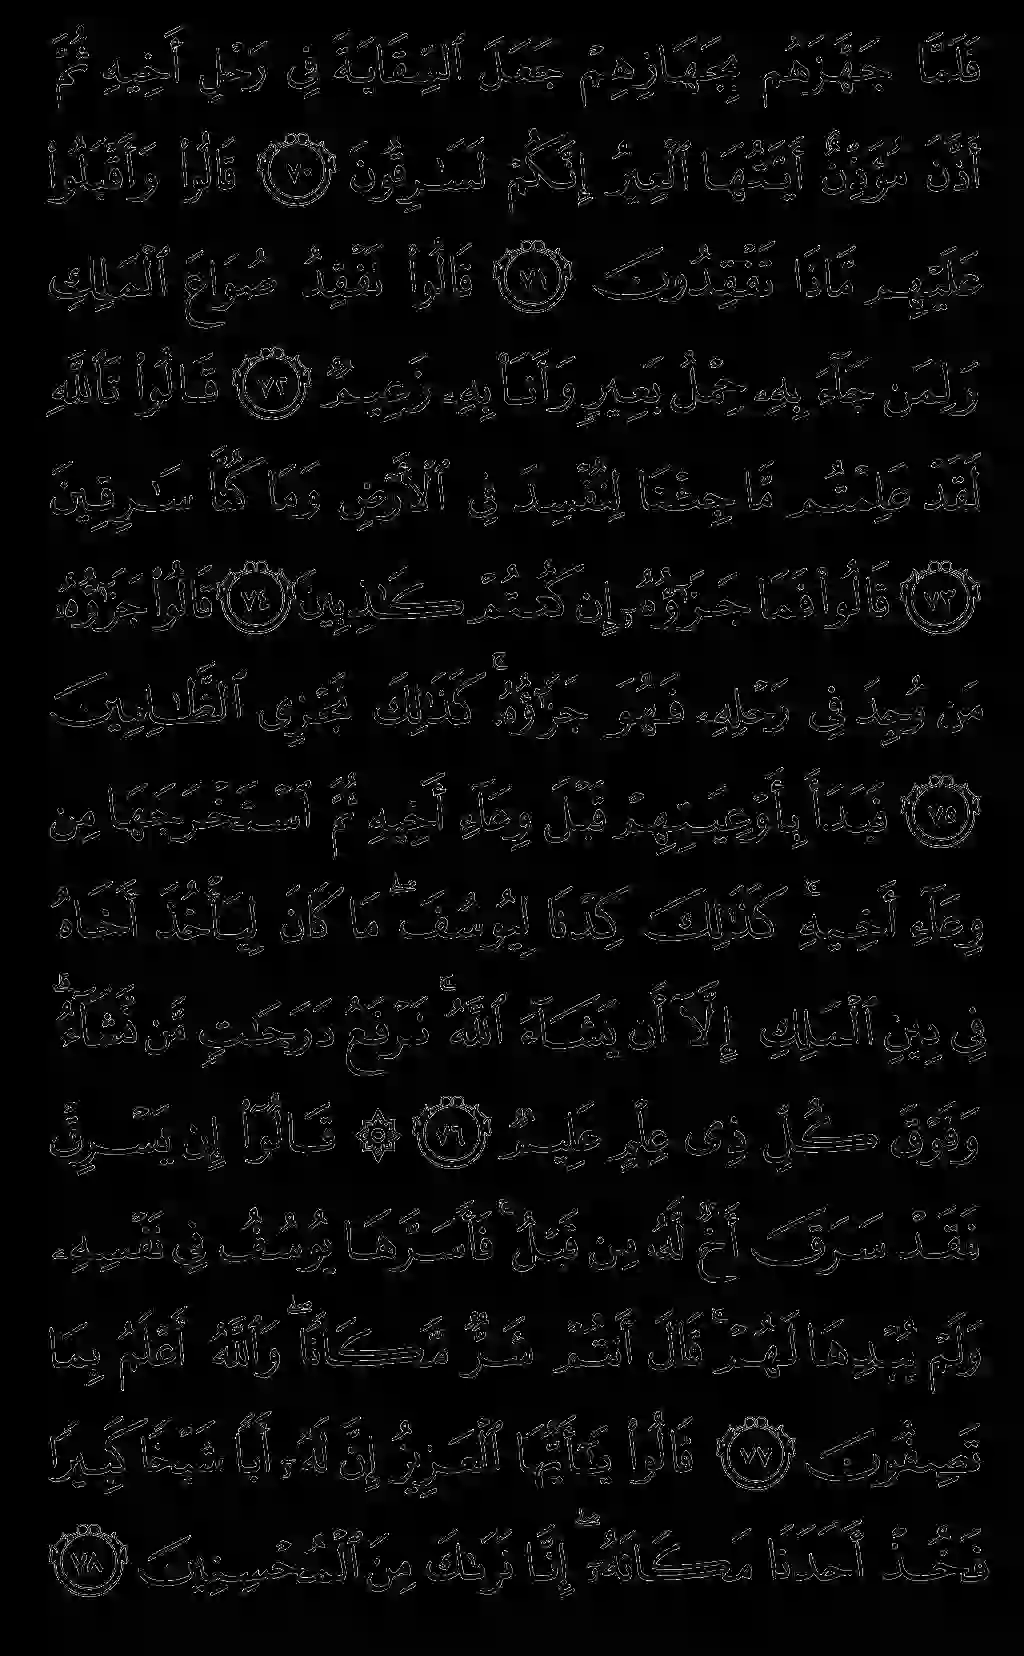 فَلَمَّا جَهَّزَهُم بِجَهَازِهِمْ جَعَلَ ٱلسِّقَايَةَ فِى رَحْلِ أَخِيهِ ثُمَّ
أَذَّنَ مُؤَذِّنٌ أَيَّتُهَا ٱلْعِيرُ إِنَّكُمْ لَسَـٰرِقُونَ ٧٠ قَالُوا۟ وَأَقْبَلُوا۟
عَلَيْهِم مَّاذَا تَفْقِدُونَ ٧١ قَالُوا۟ نَفْقِدُ صُوَاعَ ٱلْمَلِكِ
وَلِمَن جَآءَ بِهِۦ حِمْلُ بَعِيرٍ وَأَنَا۠ بِهِۦ زَعِيمٌ ٧٢ قَالُوا۟ تَٱللَّهِ
لَقَدْ عَلِمْتُم مَّا جِئْنَا لِنُفْسِدَ فِى ٱلْأَرْضِ وَمَا كُنَّا سَـٰرِقِينَ
٧٣ قَالُوا۟ فَمَا جَزَٰٓؤُهُۥٓ إِن كُنتُمْ كَـٰذِبِينَ ٧٤ قَالُوا۟ جَزَٰٓؤُهُۥ
مَن وُجِدَ فِى رَحْلِهِۦ فَهُوَ جَزَٰٓؤُهُۥ ۚ كَذَٰلِكَ نَجْزِى ٱلظَّـٰلِمِينَ
٧٥ فَبَدَأَ بِأَوْعِيَتِهِمْ قَبْلَ وِعَآءِ أَخِيهِ ثُمَّ ٱسْتَخْرَجَهَا مِن
وِعَآءِ أَخِيهِ ۚ كَذَٰلِكَ كِدْنَا لِيُوسُفَ ۖ مَا كَانَ لِيَأْخُذَ أَخَاهُ
فِى دِينِ ٱلْمَلِكِ إِلَّآ أَن يَشَآءَ ٱللَّهُ ۚ نَرْفَعُ دَرَجَـٰتٍ مَّن نَّشَآءُ ۗ
وَفَوْقَ كُلِّ ذِى عِلْمٍ عَلِيمٌ ٧٦ ۞ قَالُوٓا۟ إِن يَسْرِقْ
فَقَدْ سَرَقَ أَخٌ لَّهُۥ مِن قَبْلُ ۚ فَأَسَرَّهَا يُوسُفُ فِى نَفْسِهِۦ
وَلَمْ يُبْدِهَا لَهُمْ ۚ قَالَ أَنتُمْ شَرٌّ مَّكَانًا ۖ وَٱللَّهُ أَعْلَمُ بِمَا
تَصِفُونَ ٧٧ قَالُوا۟ يَـٰٓأَيُّهَا ٱلْعَزِيزُ إِنَّ لَهُۥٓ أَبًا شَيْخًا كَبِيرًا
فَخُذْ أَحَدَنَا مَكَانَهُۥٓ ۖ إِنَّا نَرَىٰكَ مِنَ ٱلْمُحْسِنِينَ ٧٨